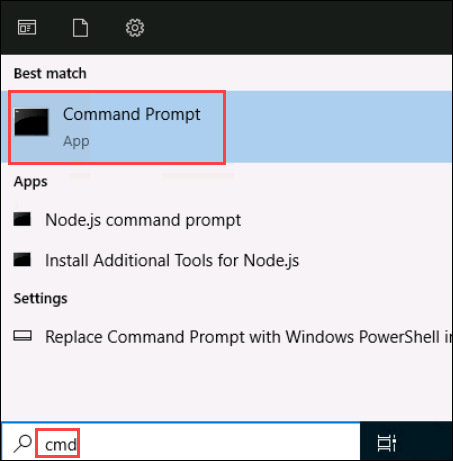 Best match
Command Prompt
App
Apps
Node.js command prompt
Install Additional Tools for Node.js
Settings
Replace Command Prompt with Windows PowerShell in
cmd